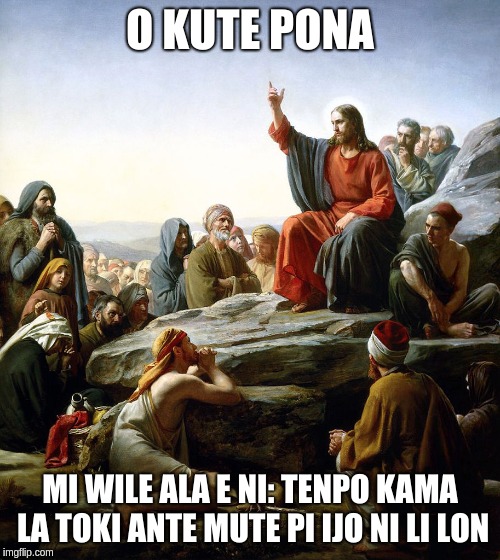 O KUTE PONA
MI WILE ALA E NI: TENPO KAMA
LA TOKI ANTE MUTE PI IJO NI LI LON
imgflip.com